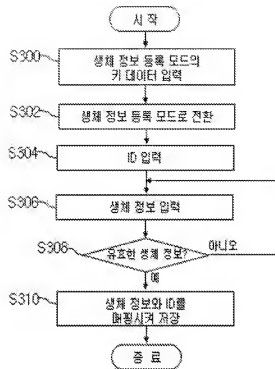 시 작
S300
생체 정보 등록 모드의
키 데이터 입력
S302
생체 정보 등록 모드로 전환
S304
ID 입력
S306
생체 정보 입력
S308
유효한 생체 정보?
아니오
예
S310
생체 정보와 ID를
매핑시켜 저장
종 료